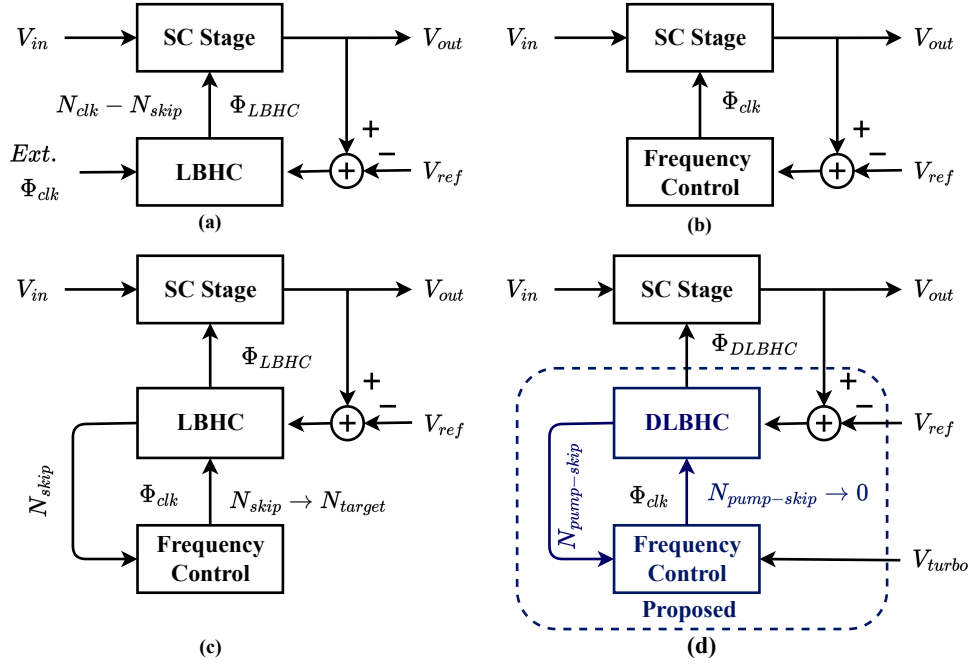 V_in
SC Stage
V_out
N_clk − N_skip
Φ_LBHC
+
−
Ext.
Φ_clk
LBHC
+
V_ref
(a)
V_in
SC Stage
V_out
Φ_clk
+
−
Frequency
Control
+
V_ref
(b)
V_in
SC Stage
V_out
Φ_LBHC
+
−
LBHC
+
V_ref
N_skip
Φ_clk
N_skip → N_target
Frequency
Control
(c)
V_in
SC Stage
V_out
Φ_DLBHC
+
−
DLBHC
+
V_ref
N_pump−skip
Φ_clk
N_pump−skip → 0
Frequency
Control
V_turbo
Proposed
(d)